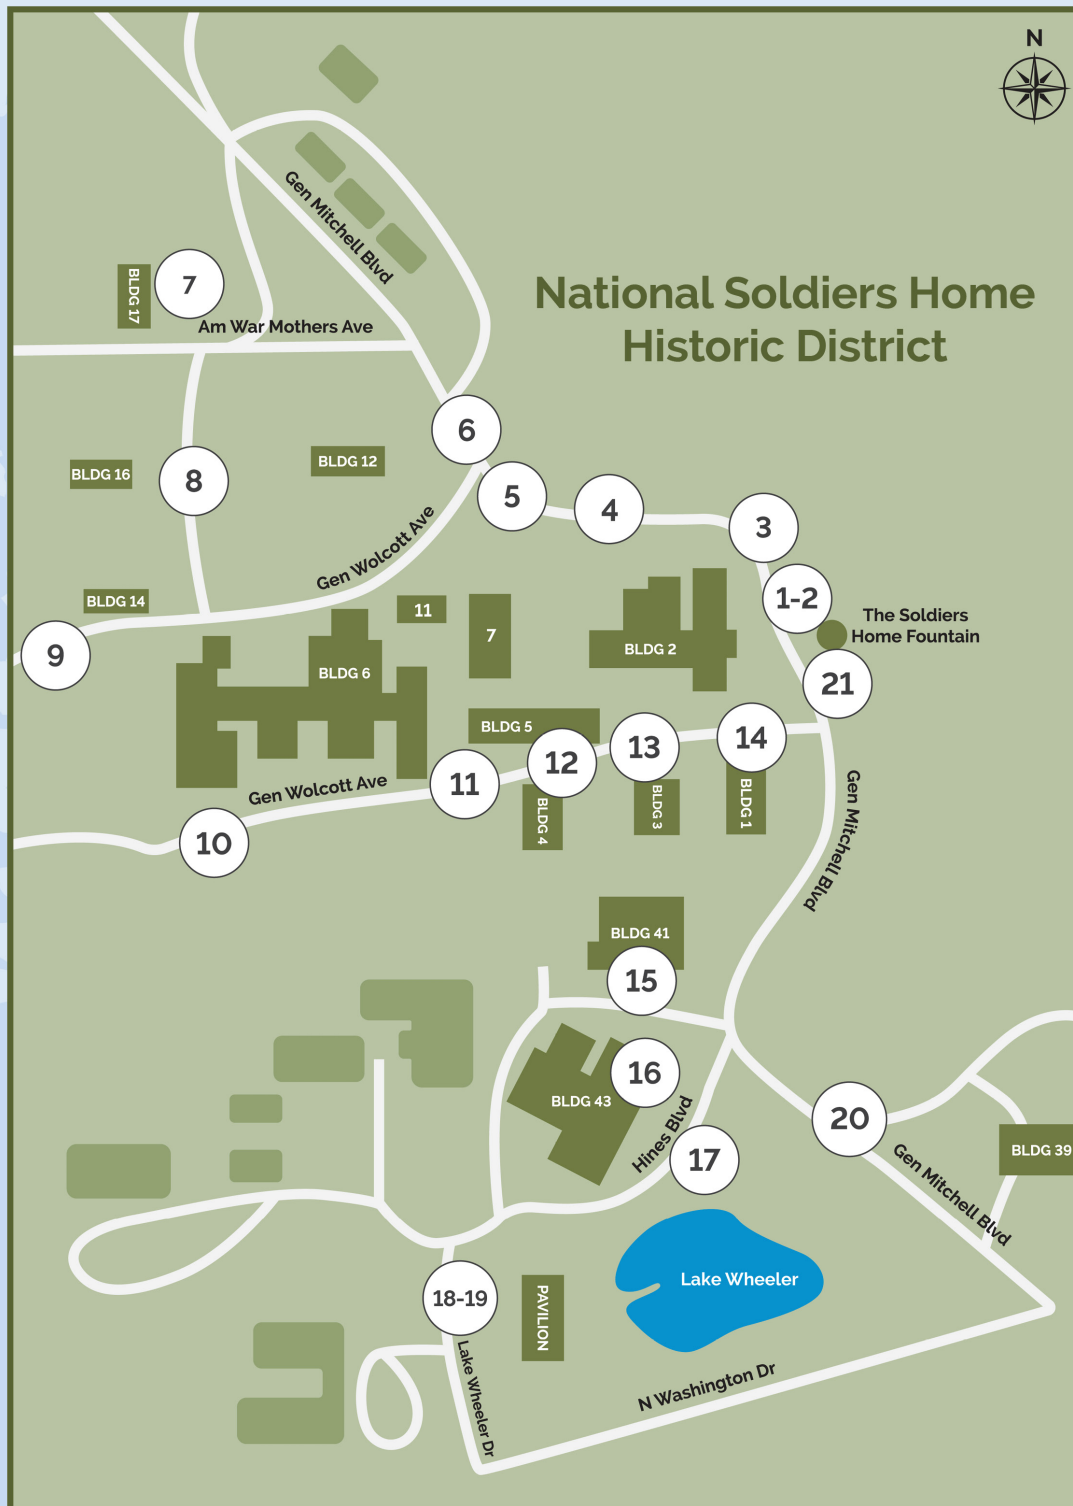 N
Gen Mitchell Blvd
National Soldiers Home
Historic District
BLDG 17
7
Am War Mothers Ave
6
BLDG 16
8
BLDG 12
5
4
3
Gen Wolcott Ave
1-2
BLDG 14
11
7
The Soldiers
Home Fountain
9
BLDG 6
BLDG 2
21
BLDG 5
14
13
12
11
Gen Wolcott Ave
BLDG 4
BLDG 3
BLDG 1
Gen Mitchell Blvd
10
BLDG 41
15
16
BLDG 43
Hines Blvd
20
17
Gen Mitchell Blvd
BLDG 39
Lake Wheeler
18-19
PAVILION
Lake Wheeler Dr
N Washington Dr